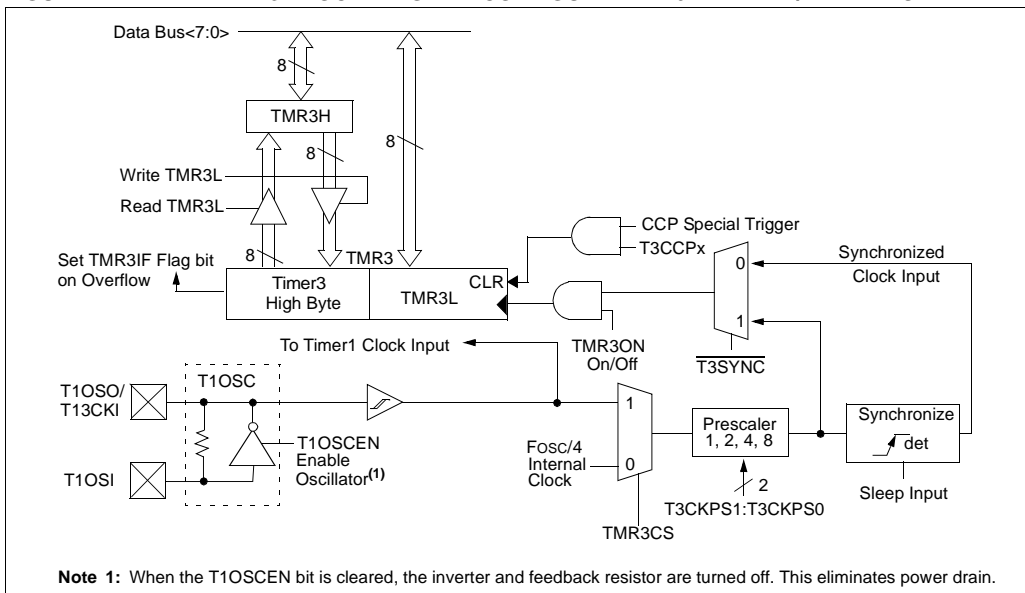 Data Bus<7:0>
8
TMR3H
8
8
Write TMR3L
Read TMR3L
8
Set TMR3IF Flag bit
on Overflow
TMR3
Timer3
High Byte
TMR3L
CLR
CCP Special Trigger
T3CCPx
0
1
Synchronized
Clock Input
TMR3ON
On/Off
T3SYNC
To Timer1 Clock Input
T1OSO/
T13CKI
T1OSC
T1OSI
T1OSCEN
Enable
Oscillator(1)
FOSC/4
Internal
Clock
1
0
TMR3CS
Prescaler
1, 2, 4, 8
2
T3CKPS1:T3CKPS0
Synchronize
det
Sleep Input
Note 1: When the T1OSCEN bit is cleared, the inverter and feedback resistor are turned off. This eliminates power drain.